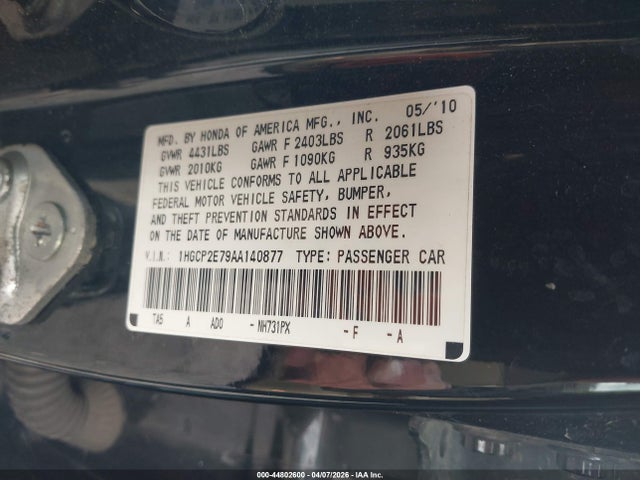 MFD. BY HONDA OF AMERICA MFG., INC. 05/'10
GVWR 4431LBS GAWR F 2403LBS R 2061LBS
GVWR 2010KG GAWR F 1090KG R 935KG
THIS VEHICLE CONFORMS TO ALL APPLICABLE
FEDERAL MOTOR VEHICLE SAFETY, BUMPER,
AND THEFT PREVENTION STANDARDS IN EFFECT
ON THE DATE OF MANUFACTURE SHOWN ABOVE.
V.I.N.: 1HGCP2E79AA140877 TYPE: PASSENGER CAR
TA5 A AD0 - NH731PX - F - A
000-44802600 - 04/07/2026 - IAA Inc.